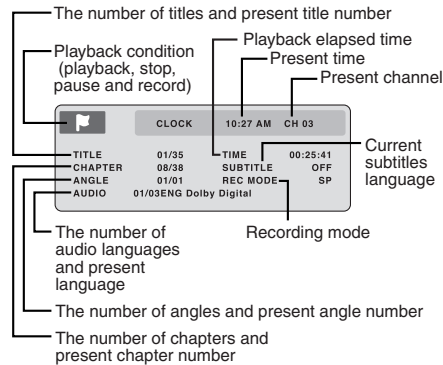 The number of titles and present title number
Playback condition
(playback, stop,
pause and record)
Playback elapsed time
Present time
Present channel
CLOCK 10:27 AM CH 03
TITLE 01/35 TIME 00:25:41
CHAPTER 08/38 SUBTITLE OFF
ANGLE 01/01 REC MODE SP
AUDIO 01/03ENG Dolby Digital
Current
subtitles
language
The number of
audio languages
and present
language
Recording mode
The number of angles and present angle number
The number of chapters and
present chapter number